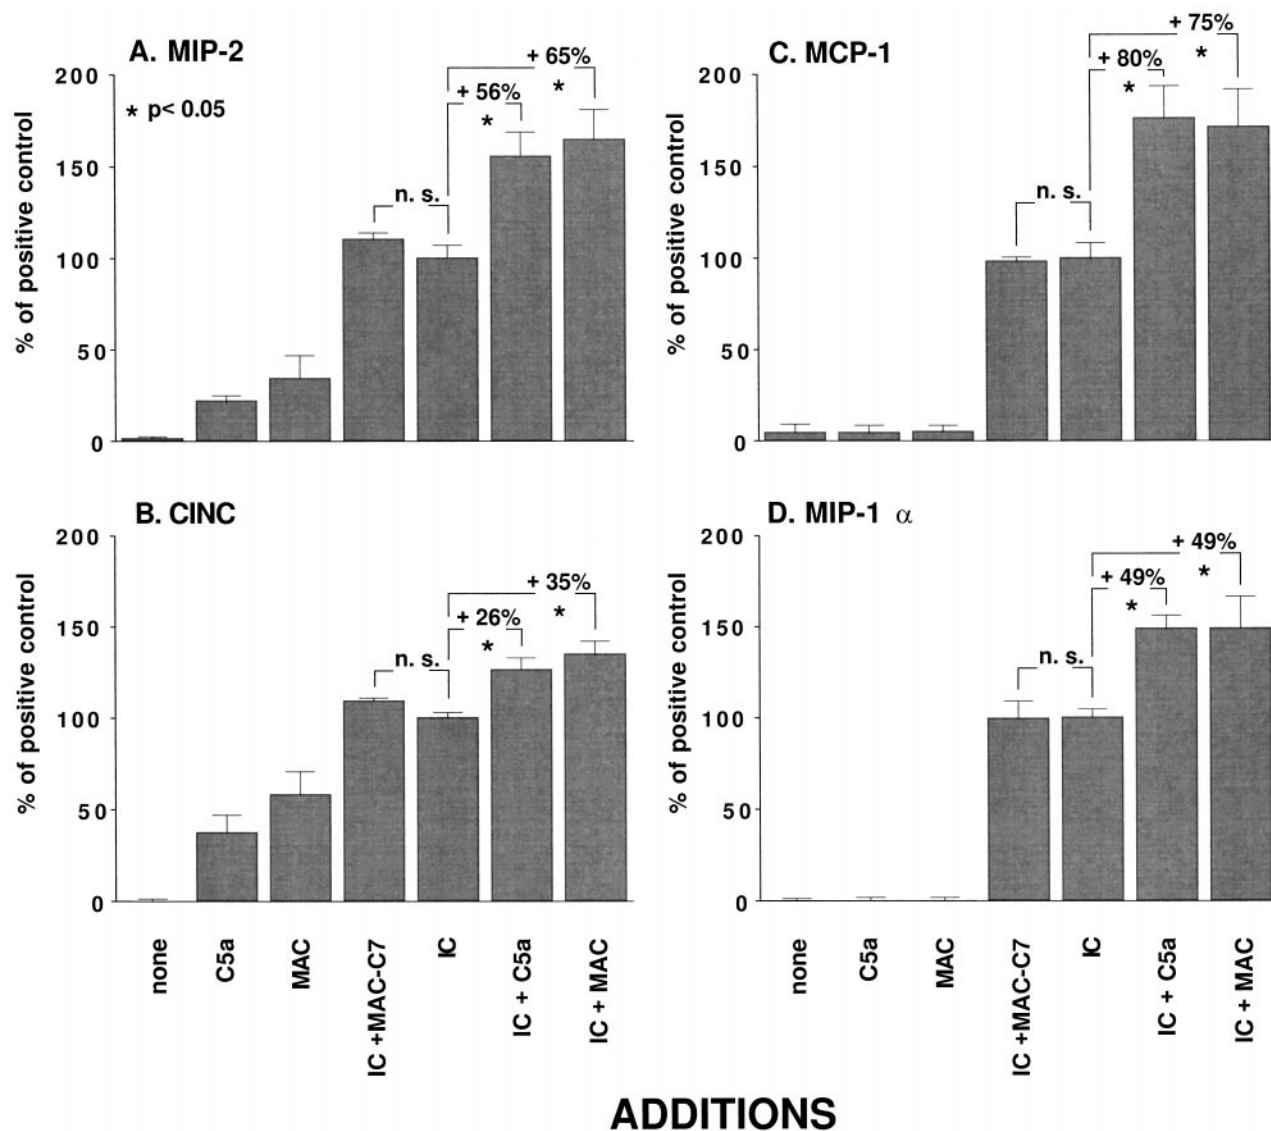 A. MIP-2
* p< 0.05
% of positive control
200
150
100
50
0
n. s.
+ 56%
*
+ 65%
*
C. MCP-1
% of positive control
200
150
100
50
0
n. s.
+ 80%
*
+ 75%
*
B. CINC
% of positive control
200
150
100
50
0
n. s.
+ 26%
*
+ 35%
*
none
C5a
MAC
IC +MAC-C7
IC
IC + C5a
IC + MAC
D. MIP-1 α
% of positive control
200
150
100
50
0
n. s.
+ 49%
*
+ 49%
*
none
C5a
MAC
IC +MAC-C7
IC
IC + C5a
IC + MAC
ADDITIONS